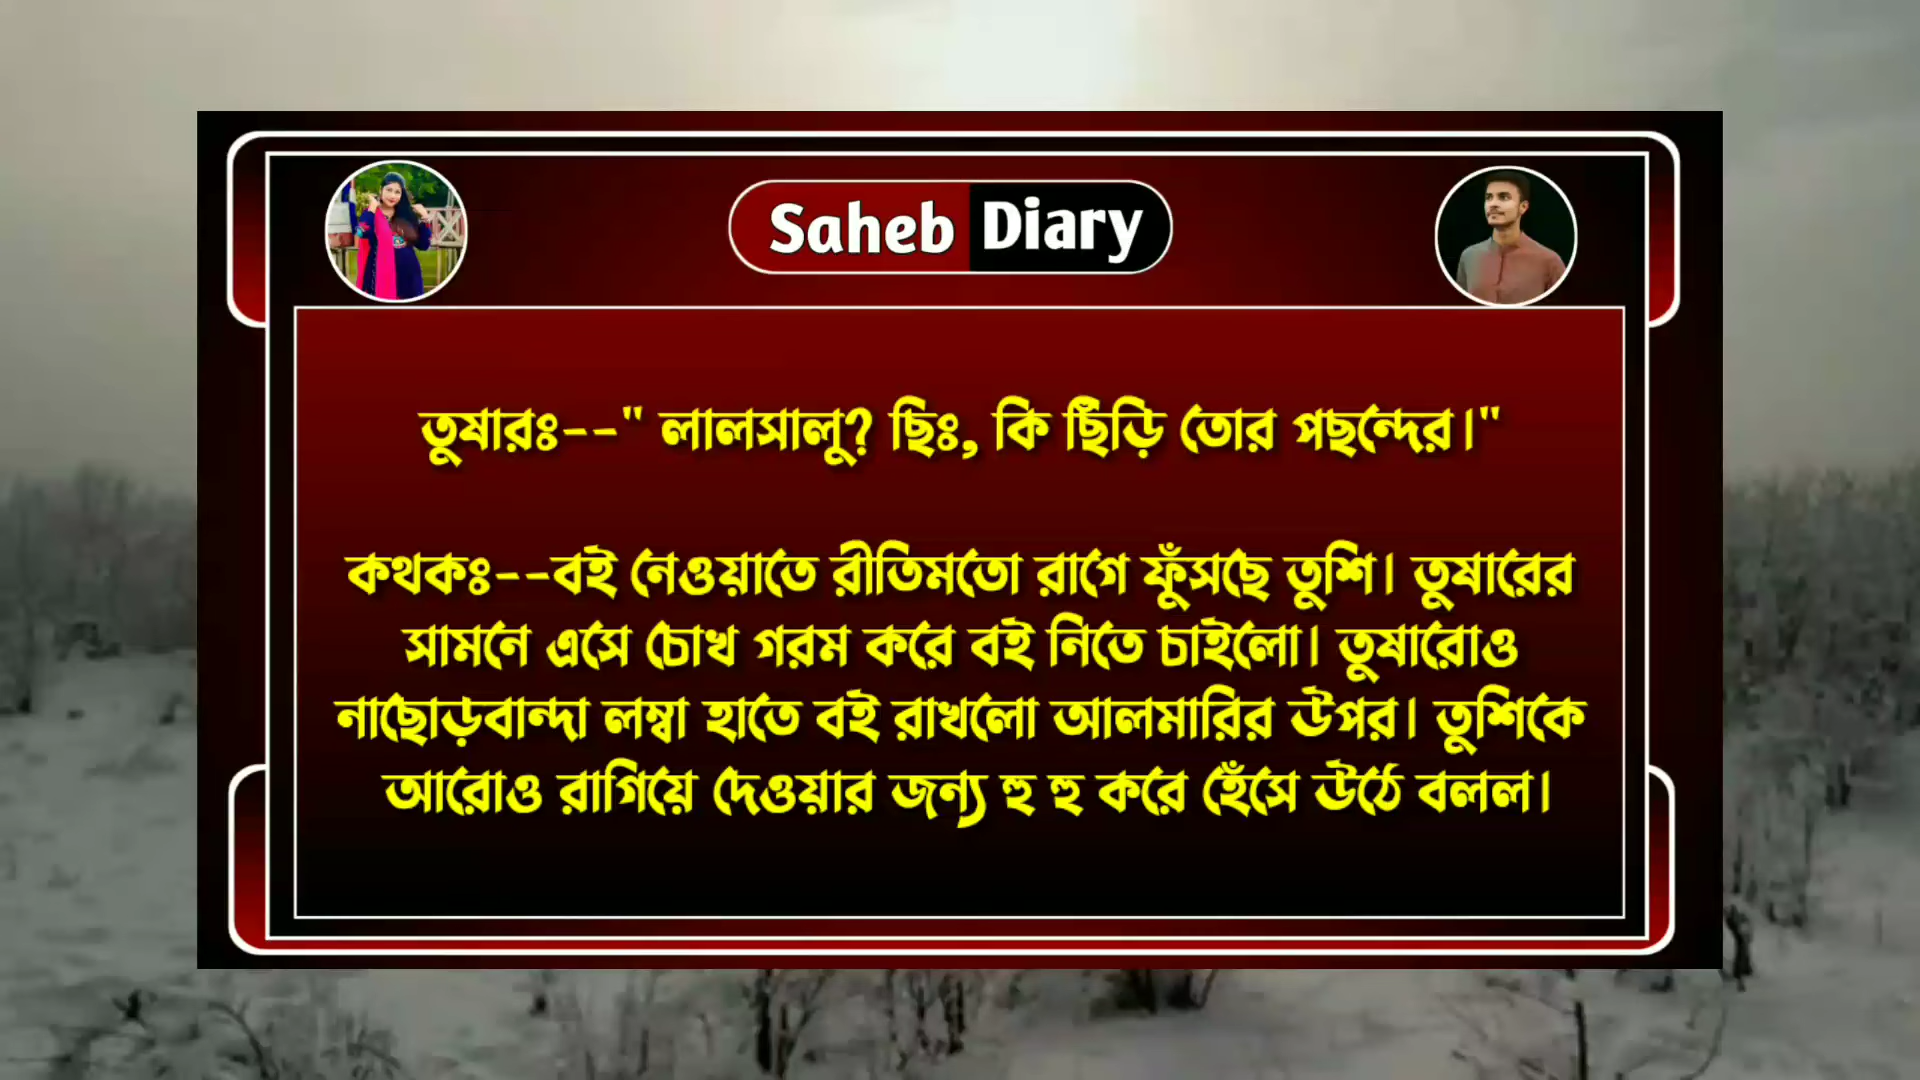 Saheb Diary
তুষারঃ--" লালসালু? ছিঃ, কি ছিঁড়ি তোর পছন্দের।"
কথকঃ--বই নেওয়াতে রীতিমতো রাগে ফুঁসছে তুশি। তুষারের
সামনে এসে চোখ গরম করে বই নিতে চাইলো। তুষারোও
নাছোড়বান্দা লম্বা হাতে বই রাখলো আলমারির উপর। তুশিকে
আরোও রাগিয়ে দেওয়ার জন্য হু হু করে হেঁসে উঠে বলল।